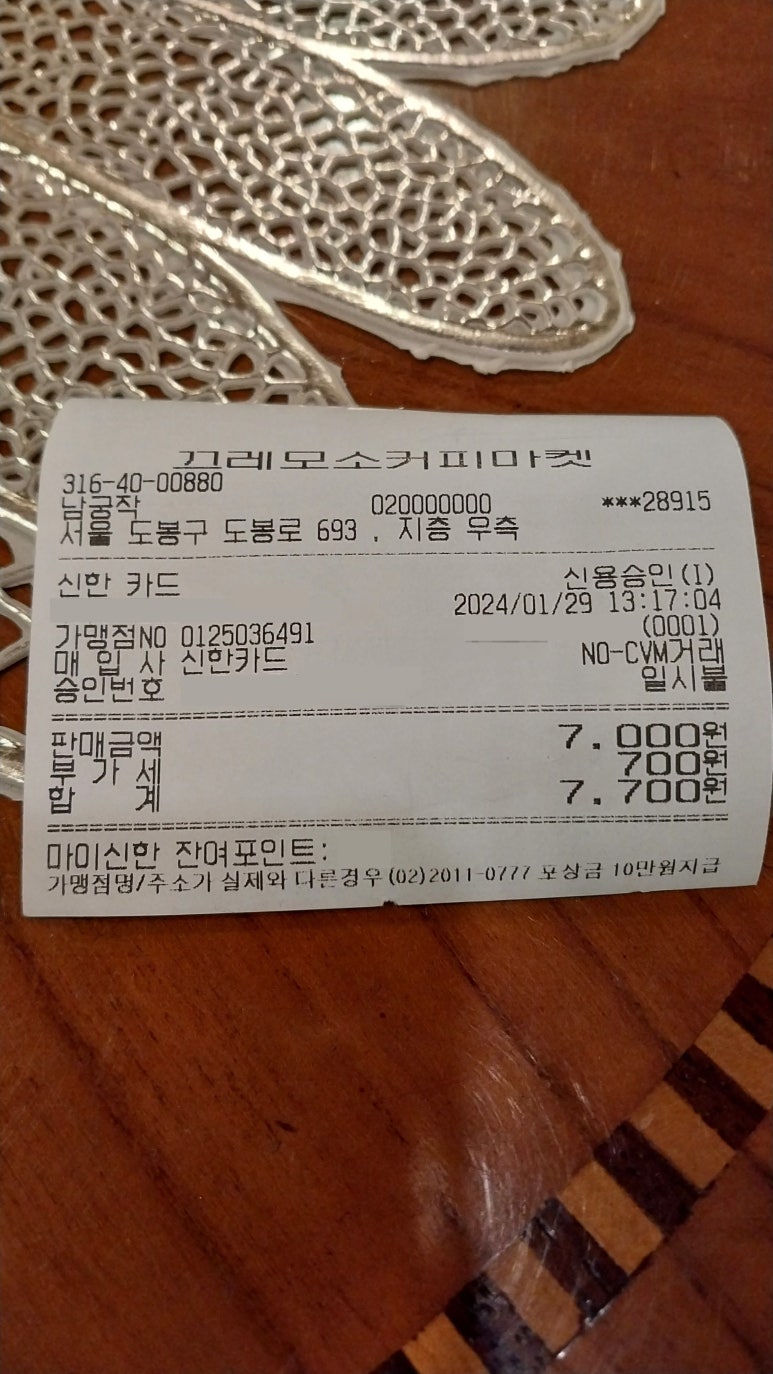 끄레모소커피마켓
316-40-00880
남궁작 020000000 ***28915
서울 도봉구 도봉로 693 , 지층 우측
신한 카드 신용승인(I)
2024/01/29 13:17:04
가맹점NO 0125036491 (0001)
매 입 사 신한카드 NO-CVM거래
승인번호 일시불
판매금액 7.000원
부 가 세 700원
합 계 7.700원
마이신한 잔여포인트:
가맹점명/주소가 실제와 다른경우(02)2011-0777 포상금 10만원지급